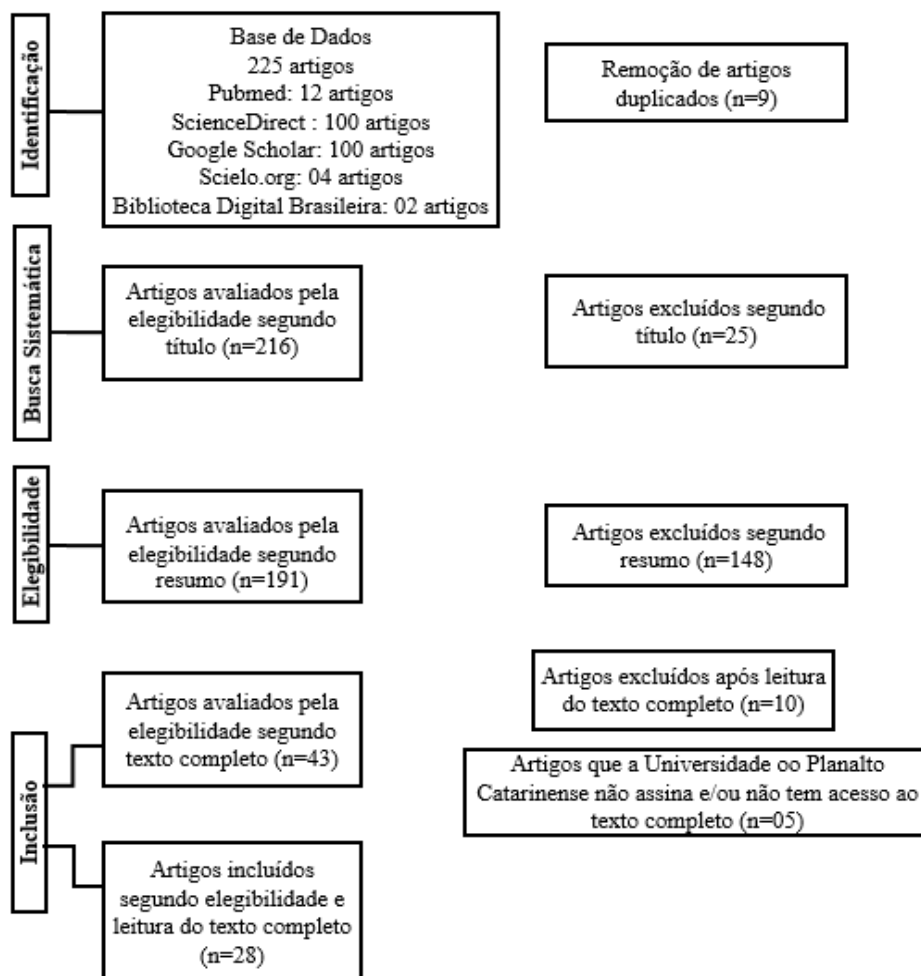 Identificação
Base de Dados
225 artigos
Pubmed: 12 artigos
ScienceDirect : 100 artigos
Google Scholar: 100 artigos
Scielo.org: 04 artigos
Biblioteca Digital Brasileira: 02 artigos
Remoção de artigos
duplicados (n=9)
Busca Sistemática
Artigos avaliados pela
elegibilidade segundo
título (n=216)
Artigos excluídos segundo
título (n=25)
Elegibilidade
Artigos avaliados pela
elegibilidade segundo
resumo (n=191)
Artigos excluídos segundo
resumo (n=148)
Inclusão
Artigos avaliados pela
elegibilidade segundo
texto completo (n=43)
Artigos excluídos após leitura
do texto completo (n=10)
Artigos que a Universidade oo Planalto
Catarinense não assina e/ou não tem acesso ao
texto completo (n=05)
Artigos incluídos
segundo elegibilidade e
leitura do texto completo
(n=28)